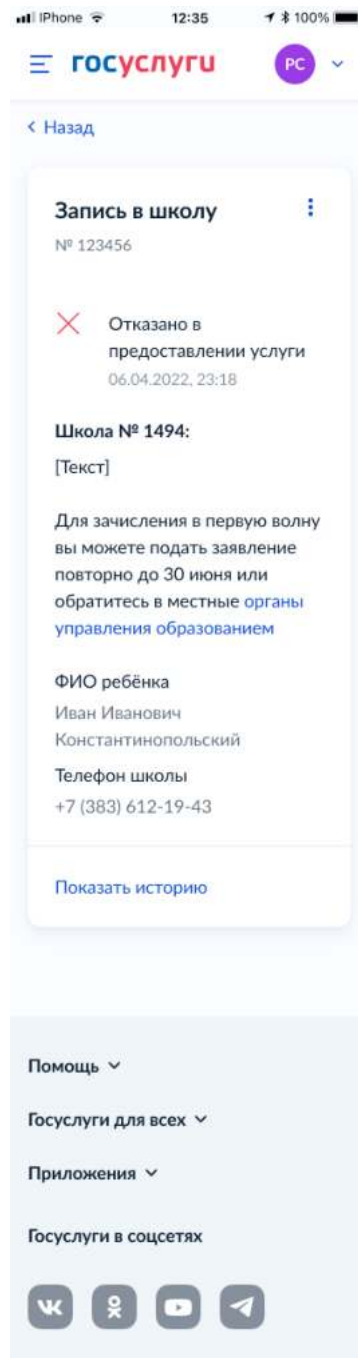 iPhone 12:35 100%
госуслуги РС
Назад
Запись в школу
№ 123456
Отказано в
предоставлении услуги
06.04.2022, 23:18
Школа № 1494:
[Текст]
Для зачисления в первую волну
вы можете подать заявление
повторно до 30 июня или
обратитесь в местные органы
управления образованием
ФИО ребёнка
Иван Иванович
Константинопольский
Телефон школы
+7 (383) 612-19-43
Показать историю
Помощь
Госуслуги для всех
Приложения
Госуслуги в соцсетях